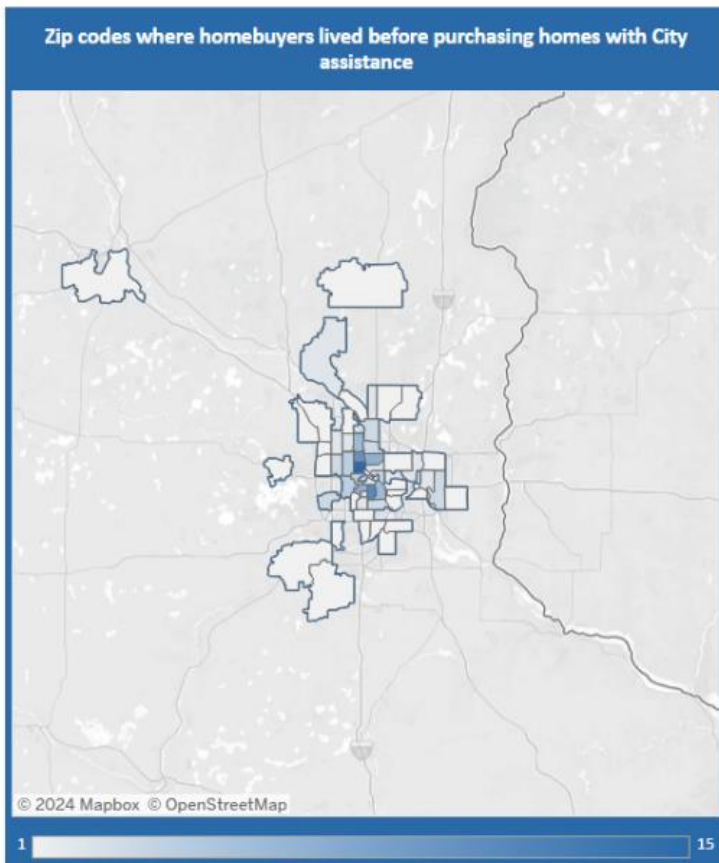 Zip codes where homebuyers lived before purchasing homes with City
assistance
© 2024 Mapbox © OpenStreetMap
1 15